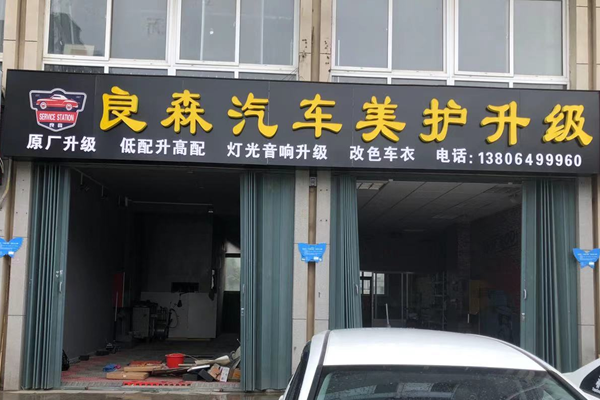 良森汽车美护升级
SERVICE STATION
原厂升级 低配升高配 灯光音响升级 改色车衣 电话:13806499960